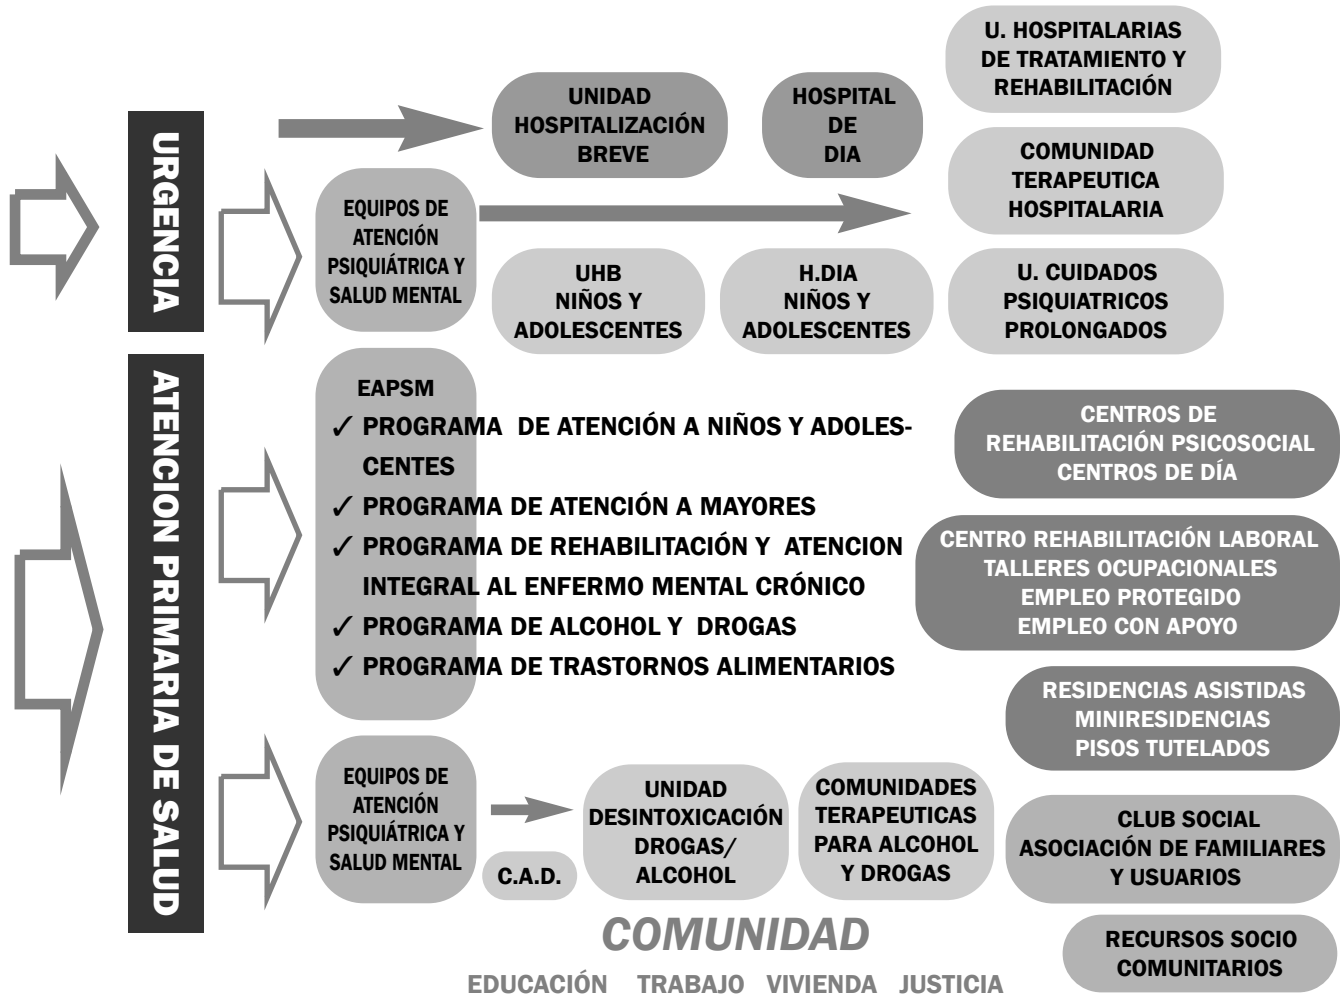 URGENCIA
ATENCION PRIMARIA DE SALUD
UNIDAD
HOSPITALIZACIÓN
BREVE
HOSPITAL
DE
DIA
U. HOSPITALARIAS
DE TRATAMIENTO Y
REHABILITACIÓN
COMUNIDAD
TERAPEUTICA
HOSPITALARIA
EQUIPOS DE
ATENCIÓN
PSIQUIÁTRICA Y
SALUD MENTAL
UHB
NIÑOS Y
ADOLESCENTES
H.DIA
NIÑOS Y
ADOLESCENTES
U. CUIDADOS
PSIQUIATRICOS
PROLONGADOS
EAPSM
✓ PROGRAMA DE ATENCIÓN A NIÑOS Y ADOLES-
CENTES
✓ PROGRAMA DE ATENCIÓN A MAYORES
✓ PROGRAMA DE REHABILITACIÓN Y ATENCION
INTEGRAL AL ENFERMO MENTAL CRÓNICO
✓ PROGRAMA DE ALCOHOL Y DROGAS
✓ PROGRAMA DE TRASTORNOS ALIMENTARIOS
CENTROS DE
REHABILITACIÓN PSICOSOCIAL
CENTROS DE DÍA
CENTRO REHABILITACIÓN LABORAL
TALLERES OCUPACIONALES
EMPLEO PROTEGIDO
EMPLEO CON APOYO
RESIDENCIAS ASISTIDAS
MINIRESIDENCIAS
PISOS TUTELADOS
EQUIPOS DE
ATENCIÓN
PSIQUIÁTRICA Y
SALUD MENTAL
C.A.D.
UNIDAD
DESINTOXICACIÓN
DROGAS/
ALCOHOL
COMUNIDADES
TERAPEUTICAS
PARA ALCOHOL
Y DROGAS
CLUB SOCIAL
ASOCIACIÓN DE FAMILIARES
Y USUARIOS
RECURSOS SOCIO
COMUNITARIOS
COMUNIDAD
EDUCACIÓN TRABAJO VIVIENDA JUSTICIA